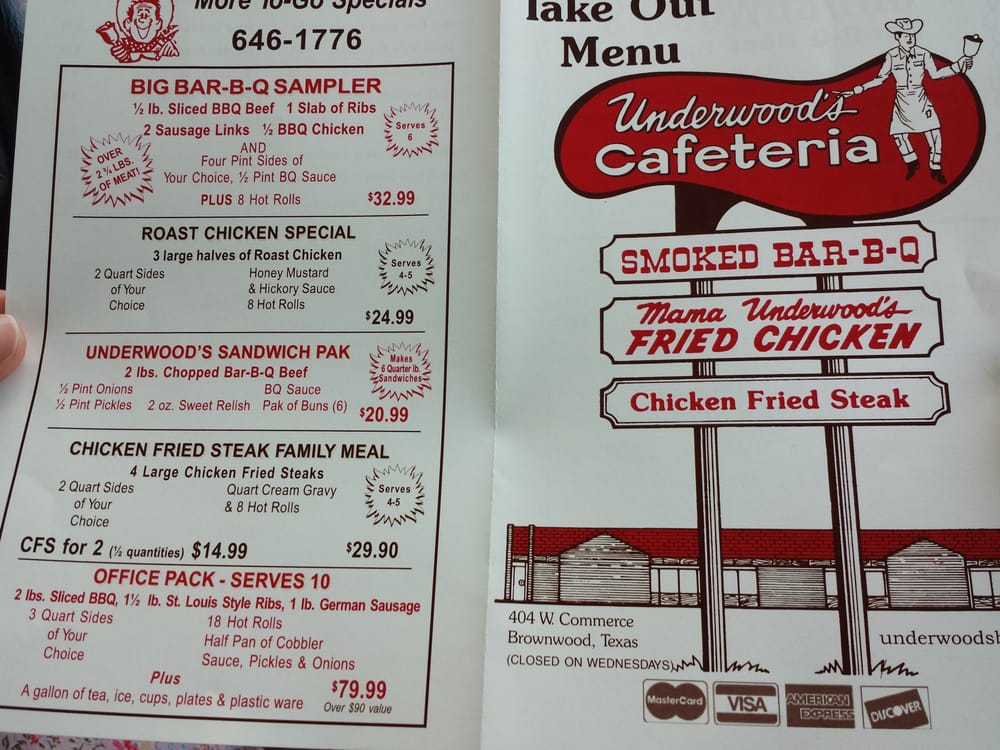 More To-Go Specials
646-1776
BIG BAR-B-Q SAMPLER
½ lb. Sliced BBQ Beef 1 Slab of Ribs
2 Sausage Links ½ BBQ Chicken
Serves
6
AND
OVER
2 ¾ LBS.
OF MEAT!
Four Pint Sides of
Your Choice, ½ Pint BQ Sauce
PLUS 8 Hot Rolls
$32.99
ROAST CHICKEN SPECIAL
3 large halves of Roast Chicken
2 Quart Sides
of Your
Choice
Honey Mustard
& Hickory Sauce
8 Hot Rolls
Serves
4-5
$24.99
UNDERWOOD'S SANDWICH PAK
2 lbs. Chopped Bar-B-Q Beef
Makes
6 Quarter lb.
Sandwiches
½ Pint Onions BQ Sauce
½ Pint Pickles 2 oz. Sweet Relish Pak of Buns (6)
$20.99
CHICKEN FRIED STEAK FAMILY MEAL
4 Large Chicken Fried Steaks
2 Quart Sides
of Your
Choice
Quart Cream Gravy
& 8 Hot Rolls
Serves
4-5
CFS for 2 (½ quantities) $14.99
$29.90
OFFICE PACK - SERVES 10
2 lbs. Sliced BBQ, 1½ lb. St. Louis Style Ribs, 1 lb. German Sausage
3 Quart Sides
of Your
Choice
18 Hot Rolls
Half Pan of Cobbler
Sauce, Pickles & Onions
Plus
A gallon of tea, ice, cups, plates & plastic ware
$79.99
Over $90 value
Take Out
Menu
Underwood's
Cafeteria
SMOKED BAR-B-Q
Mama Underwood's
FRIED CHICKEN
Chicken Fried Steak
404 W. Commerce
Brownwood, Texas
(CLOSED ON WEDNESDAYS)
underwoodsb
MasterCard
VISA
AMERICAN
EXPRESS
DISCOVER